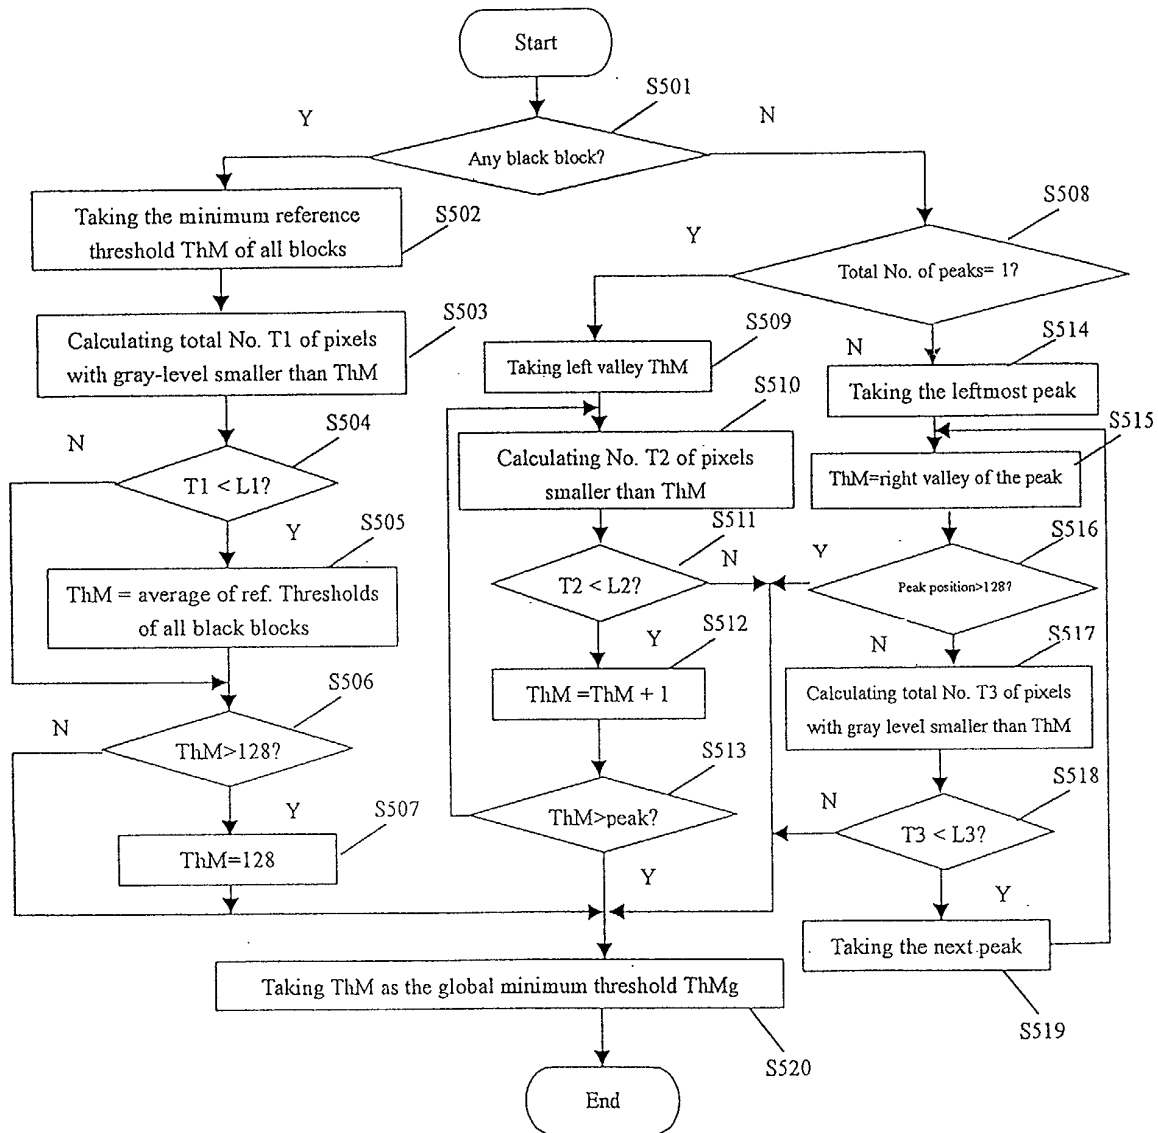 Start
S501
Y
N
Any black block?
Taking the minimum reference
threshold ThM of all blocks
S502
S503
Calculating total No. T1 of pixels
with gray-level smaller than ThM
N
S504
T1 < L1?
Y
S505
ThM = average of ref. Thresholds
of all black blocks
S506
N
ThM>128?
Y
S507
ThM=128
S508
Y
Total No. of peaks= 1?
S509
Taking left valley ThM
S510
Calculating No. T2 of pixels
smaller than ThM
S511
N
T2 < L2?
Y
S512
ThM =ThM + 1
S513
ThM>peak?
Y
S514
N
Taking the leftmost peak
S515
ThM=right valley of the peak
S516
Y
Peak position>128?
N
S517
Calculating total No. T3 of pixels
with gray level smaller than ThM
S518
N
T3 < L3?
Y
Taking the next peak
S519
Taking ThM as the global minimum threshold ThMg
S520
End